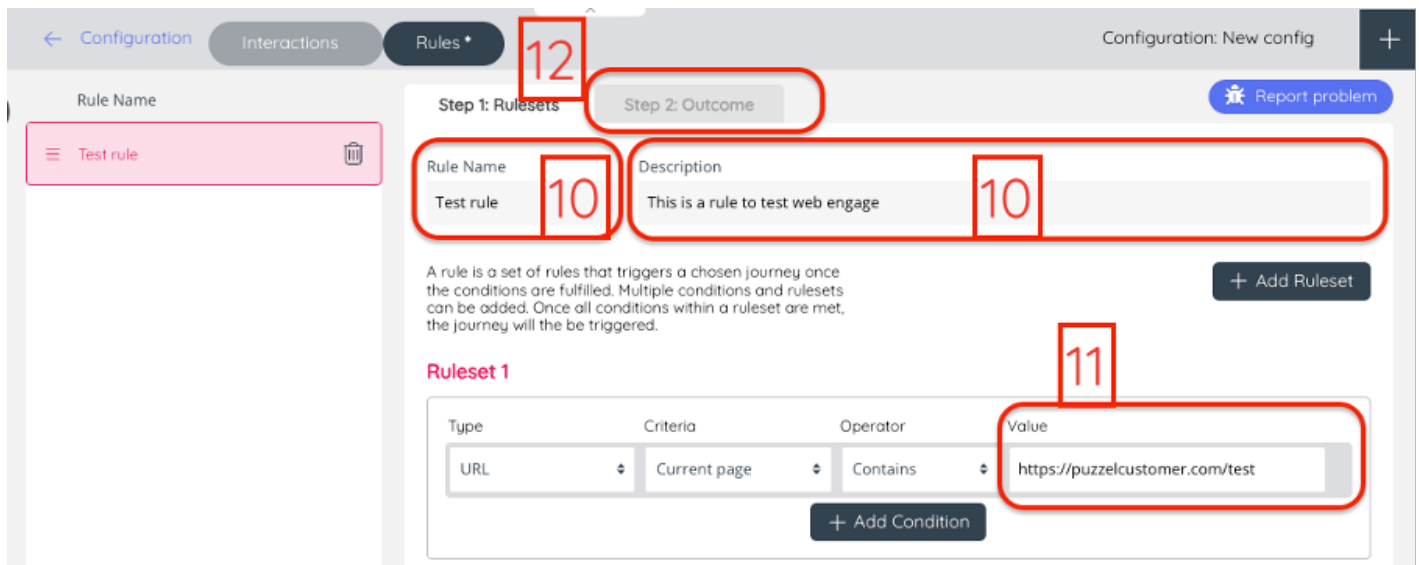 ← Configuration Interactions Rules * Configuration: New config +
12
Rule Name Step 1: Rulesets Step 2: Outcome Report problem
Test rule
Rule Name Description
Test rule 10 This is a rule to test web engage 10
A rule is a set of rules that triggers a chosen journey once
the conditions are fulfilled. Multiple conditions and rulesets
can be added. Once all conditions within a ruleset are met,
the journey will the be triggered.
+ Add Ruleset
11
Ruleset 1
Type Criteria Operator Value
URL Current page Contains https://puzzelcustomer.com/test
+ Add Condition